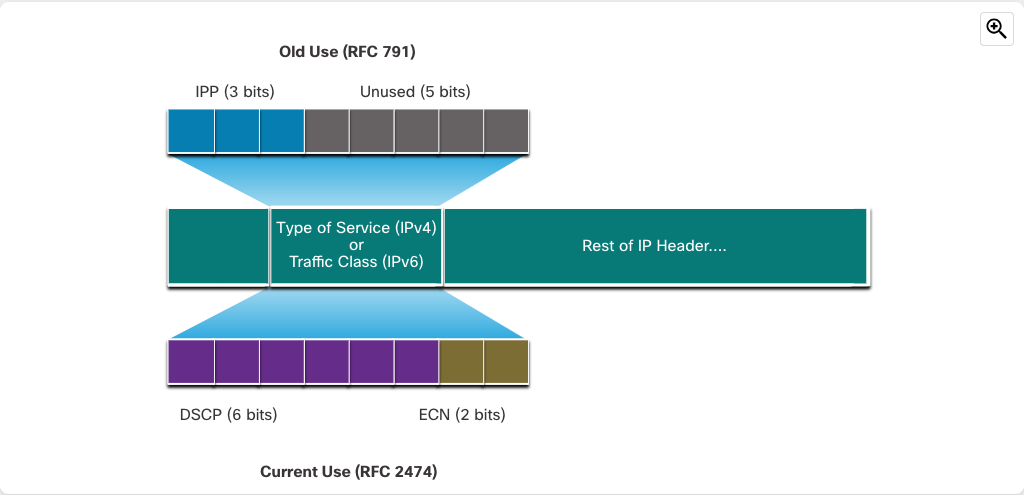 Old Use (RFC 791)
IPP (3 bits)
Unused (5 bits)
Type of Service (IPv4)
or
Traffic Class (IPv6)
Rest of IP Header....
DSCP (6 bits)
ECN (2 bits)
Current Use (RFC 2474)